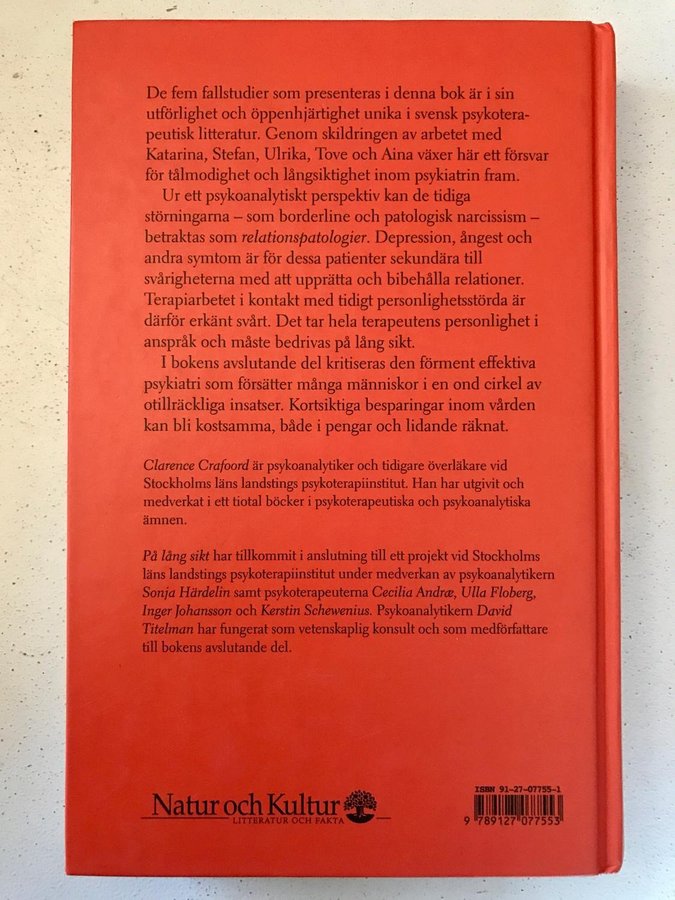 De fem fallstudier som presenteras i denna bok är i sin
utförlighet och öppenhjärtighet unika i svensk psykotera-
peutisk litteratur. Genom skildringen av arbetet med
Katarina, Stefan, Ulrika, Tove och Aina växer här ett försvar
för tålmodighet och långsiktighet inom psykiatrin fram.
Ur ett psykoanalytiskt perspektiv kan de tidiga
störningarna – som borderline och patologisk narcissism –
betraktas som relationspatologier. Depression, ångest och
andra symtom är för dessa patienter sekundära till
svårigheterna med att upprätta och bibehålla relationer.
Terapiarbetet i kontakt med tidigt personlighetsstörda är
därför erkänt svårt. Det tar hela terapeutens personlighet i
anspråk och måste bedrivas på lång sikt.
I bokens avslutande del kritiseras den förment effektiva
psykiatri som försätter många människor i en ond cirkel av
otillräckliga insatser. Kortsiktiga besparingar inom vården
kan bli kostsamma, både i pengar och lidande räknat.
Clarence Crafoord är psykoanalytiker och tidigare överläkare vid
Stockholms läns landstings psykoterapiinstitut. Han har utgivit och
medverkat i ett tiotal böcker i psykoterapeutiska och psykoanalytiska
ämnen.
På lång sikt har tillkommit i anslutning till ett projekt vid Stockholms
läns landstings psykoterapiinstitut under medverkan av psykoanalytikern
Sonja Härdelin samt psykoterapeuterna Cecilia Andræ, Ulla Floberg,
Inger Johansson och Kerstin Schewenius. Psykoanalytikern David
Titelman har fungerat som vetenskaplig konsult och som medförfattare
till bokens avslutande del.
Natur och Kultur
LITTERATUR OCH FAKTA
ISBN 91-27-07755-1
9 789127 077553